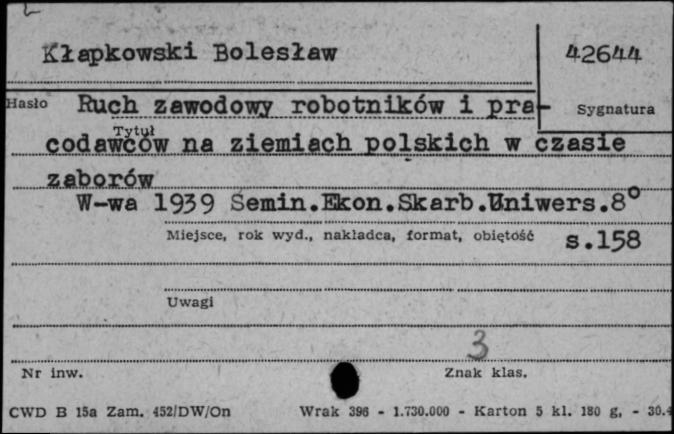 Kłapkowski Bolesław 42644
Hasło Ruch zawodowy robotników i pra- Sygnatura
Tytuł
codawców na ziemiach polskich w czasie
zaborów
W-wa 1939 Semin.Ekon.Skarb.Uniwers.8°
Miejsce, rok wyd., nakładca, format, objętość s.158
Uwagi
3
Nr inw. Znak klas.
CWD B 15a Zam. 452/DW/On Wrak 396 - 1.730.000 - Karton 5 kl. 180 g, - 30.4